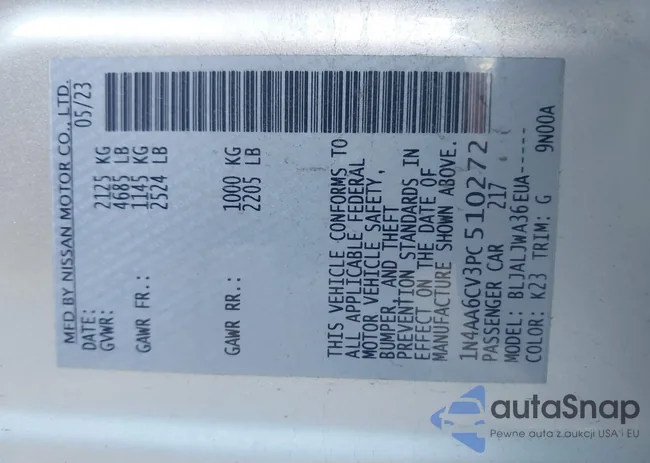 MFD BY NISSAN MOTOR CO., LTD.
DATE: 05/23
GVWR: 2125 KG
4685 LB
GAWR FR.: 1145 KG
2524 LB
GAWR RR.: 1000 KG
2205 LB
THIS VEHICLE CONFORMS TO
ALL APPLICABLE FEDERAL
MOTOR VEHICLE SAFETY,
BUMPER, AND THEFT
PREVENTION STANDARDS IN
EFFECT ON THE DATE OF
MANUFACTURE SHOWN ABOVE.
1N4AA6CV3PC510272
PASSENGER CAR 217
MODEL: BLJALJWA36EUA-----
COLOR: K23 TRIM: G 9N00A
autaSnap
Pewne auta z aukcji USA i EU